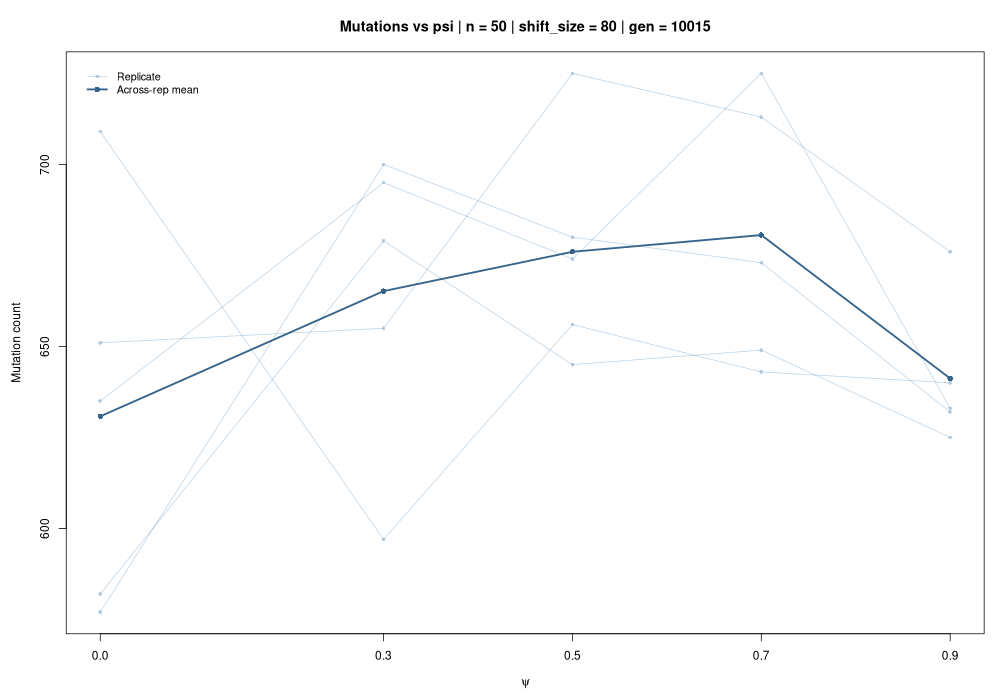 Mutations vs psi | n = 50 | shift_size = 80 | gen = 10015
Replicate
Across-rep mean
700
650
600
Mutation count
0.0 0.3 0.5 0.7 0.9
ψ